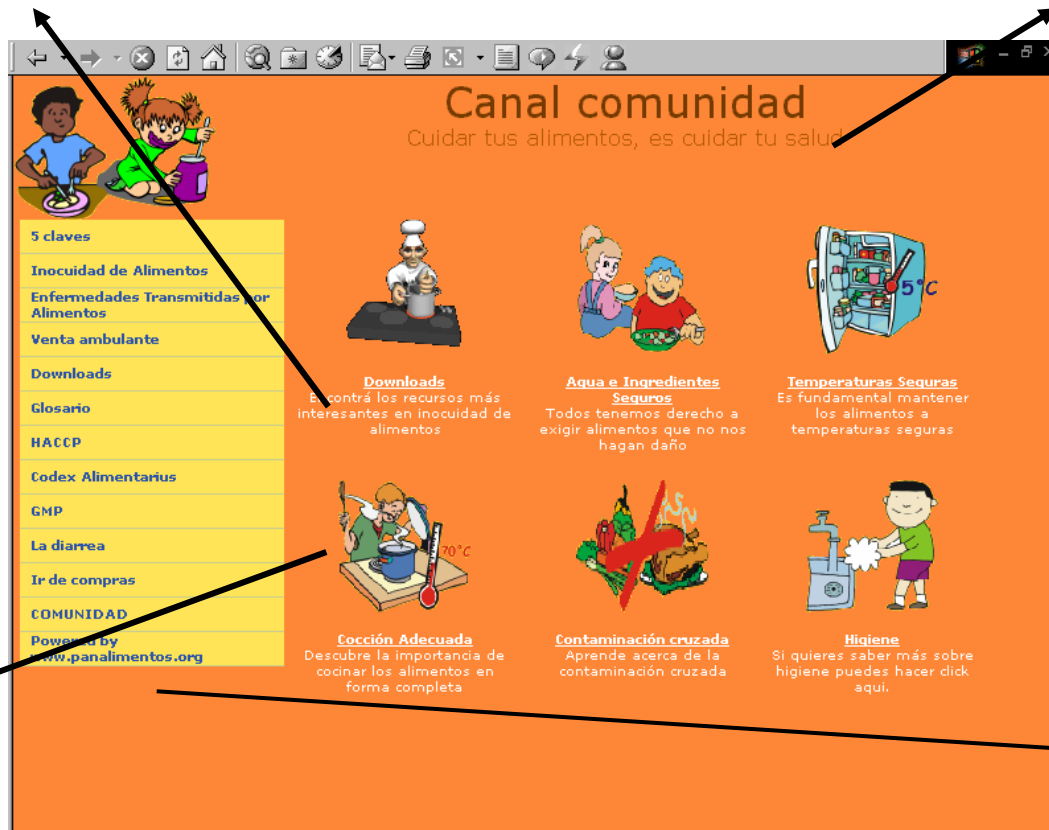 Canal comunidad
Cuidar tus alimentos, es cuidar tu salud
5 claves
Inocuidad de Alimentos
Enfermedades Transmitidas por
Alimentos
Venta ambulante
Downloads
Glosario
HACCP
Codex Alimentarius
GMP
La diarrea
Ir de compras
COMUNIDAD
Powered by
www.panalimentos.org
Downloads
Encontrá los recursos más
interesantes en inocuidad de
alimentos
Agua e Ingredientes
Seguros
Todos tenemos derecho a
exigir alimentos que no nos
hagan daño
5°C
Temperaturas Seguras
Es fundamental mantener
los alimentos a
temperaturas seguras
70°C
Cocción Adecuada
Descubre la importancia de
cocinar los alimentos en
forma completa
Contaminación cruzada
Aprende acerca de la
contaminación cruzada
Higiene
Si quieres saber más sobre
higiene puedes hacer click
aqui.